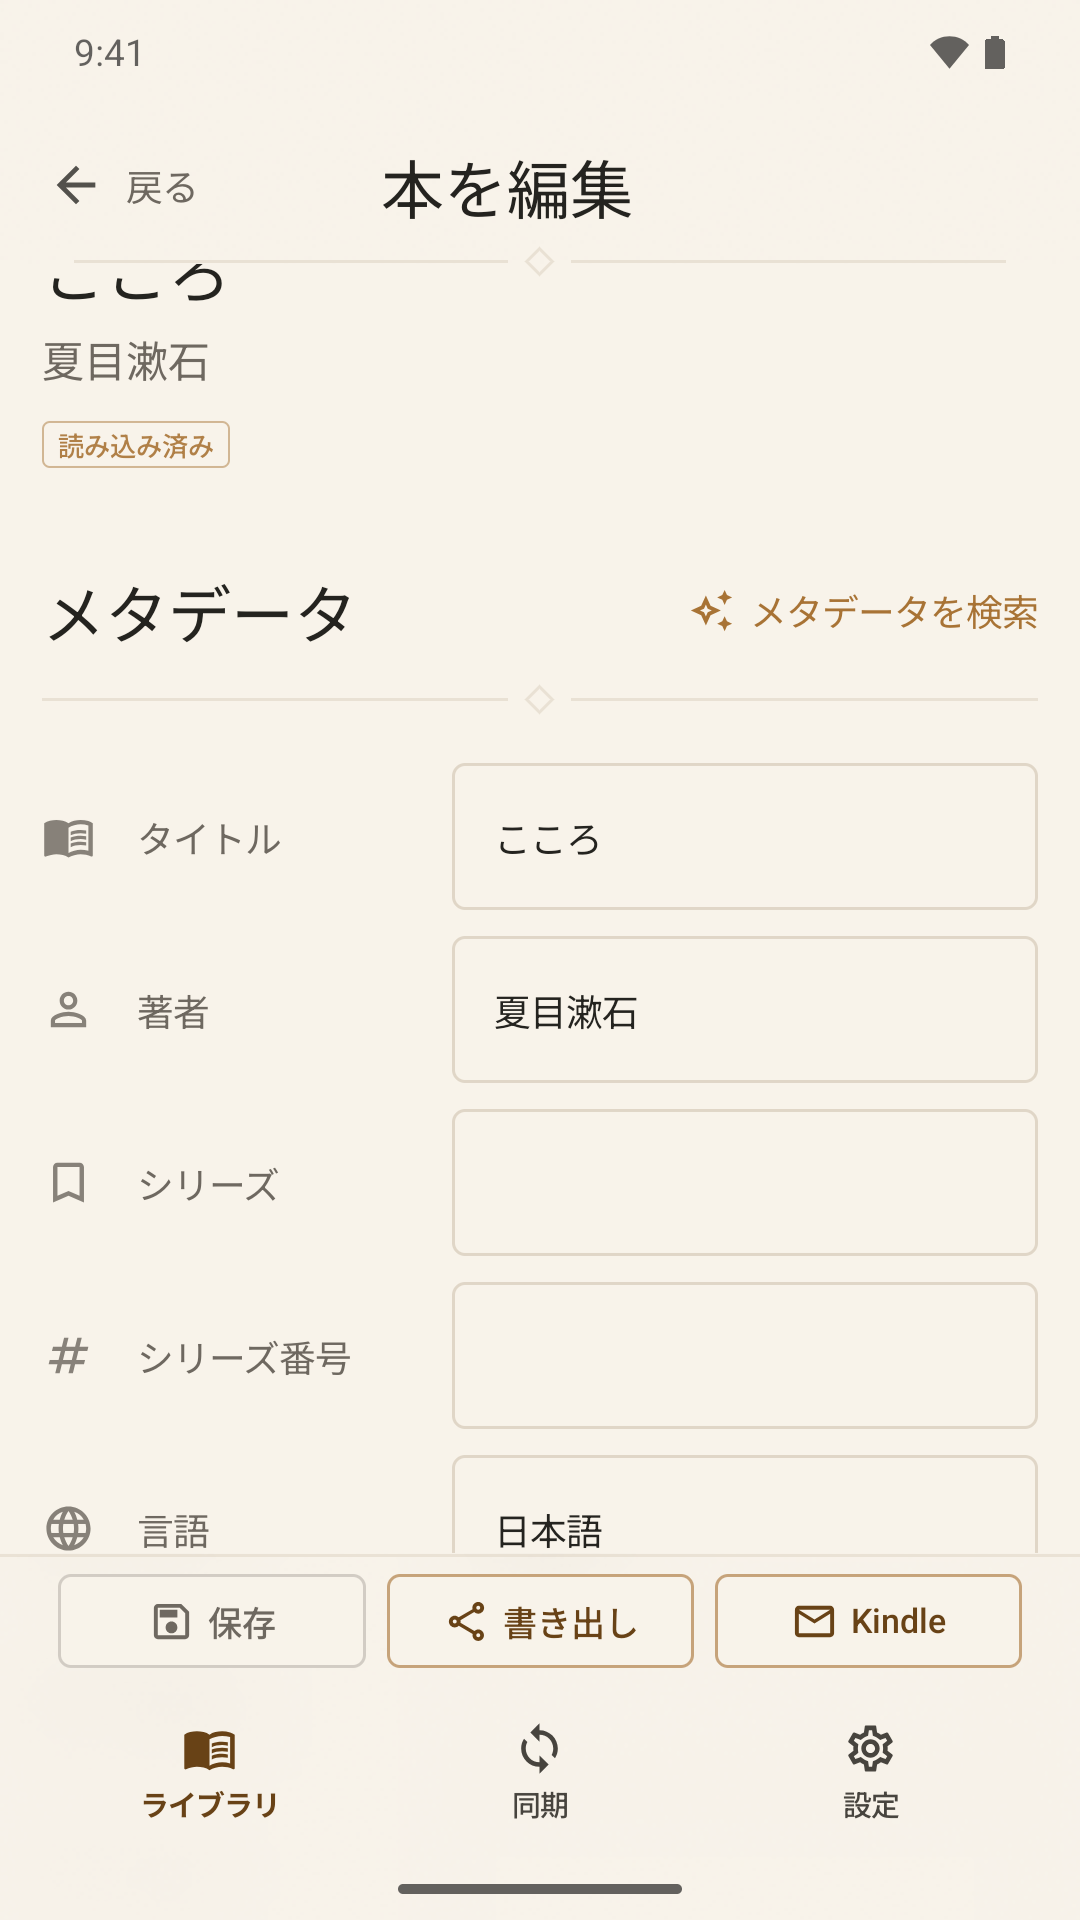 9:41
戻る
本を編集
こころ
夏目漱石
読み込み済み
メタデータ
メタデータを検索
タイトル
こころ
著者
夏目漱石
シリーズ
シリーズ番号
言語
日本語
保存
書き出し
Kindle
ライブラリ
同期
設定